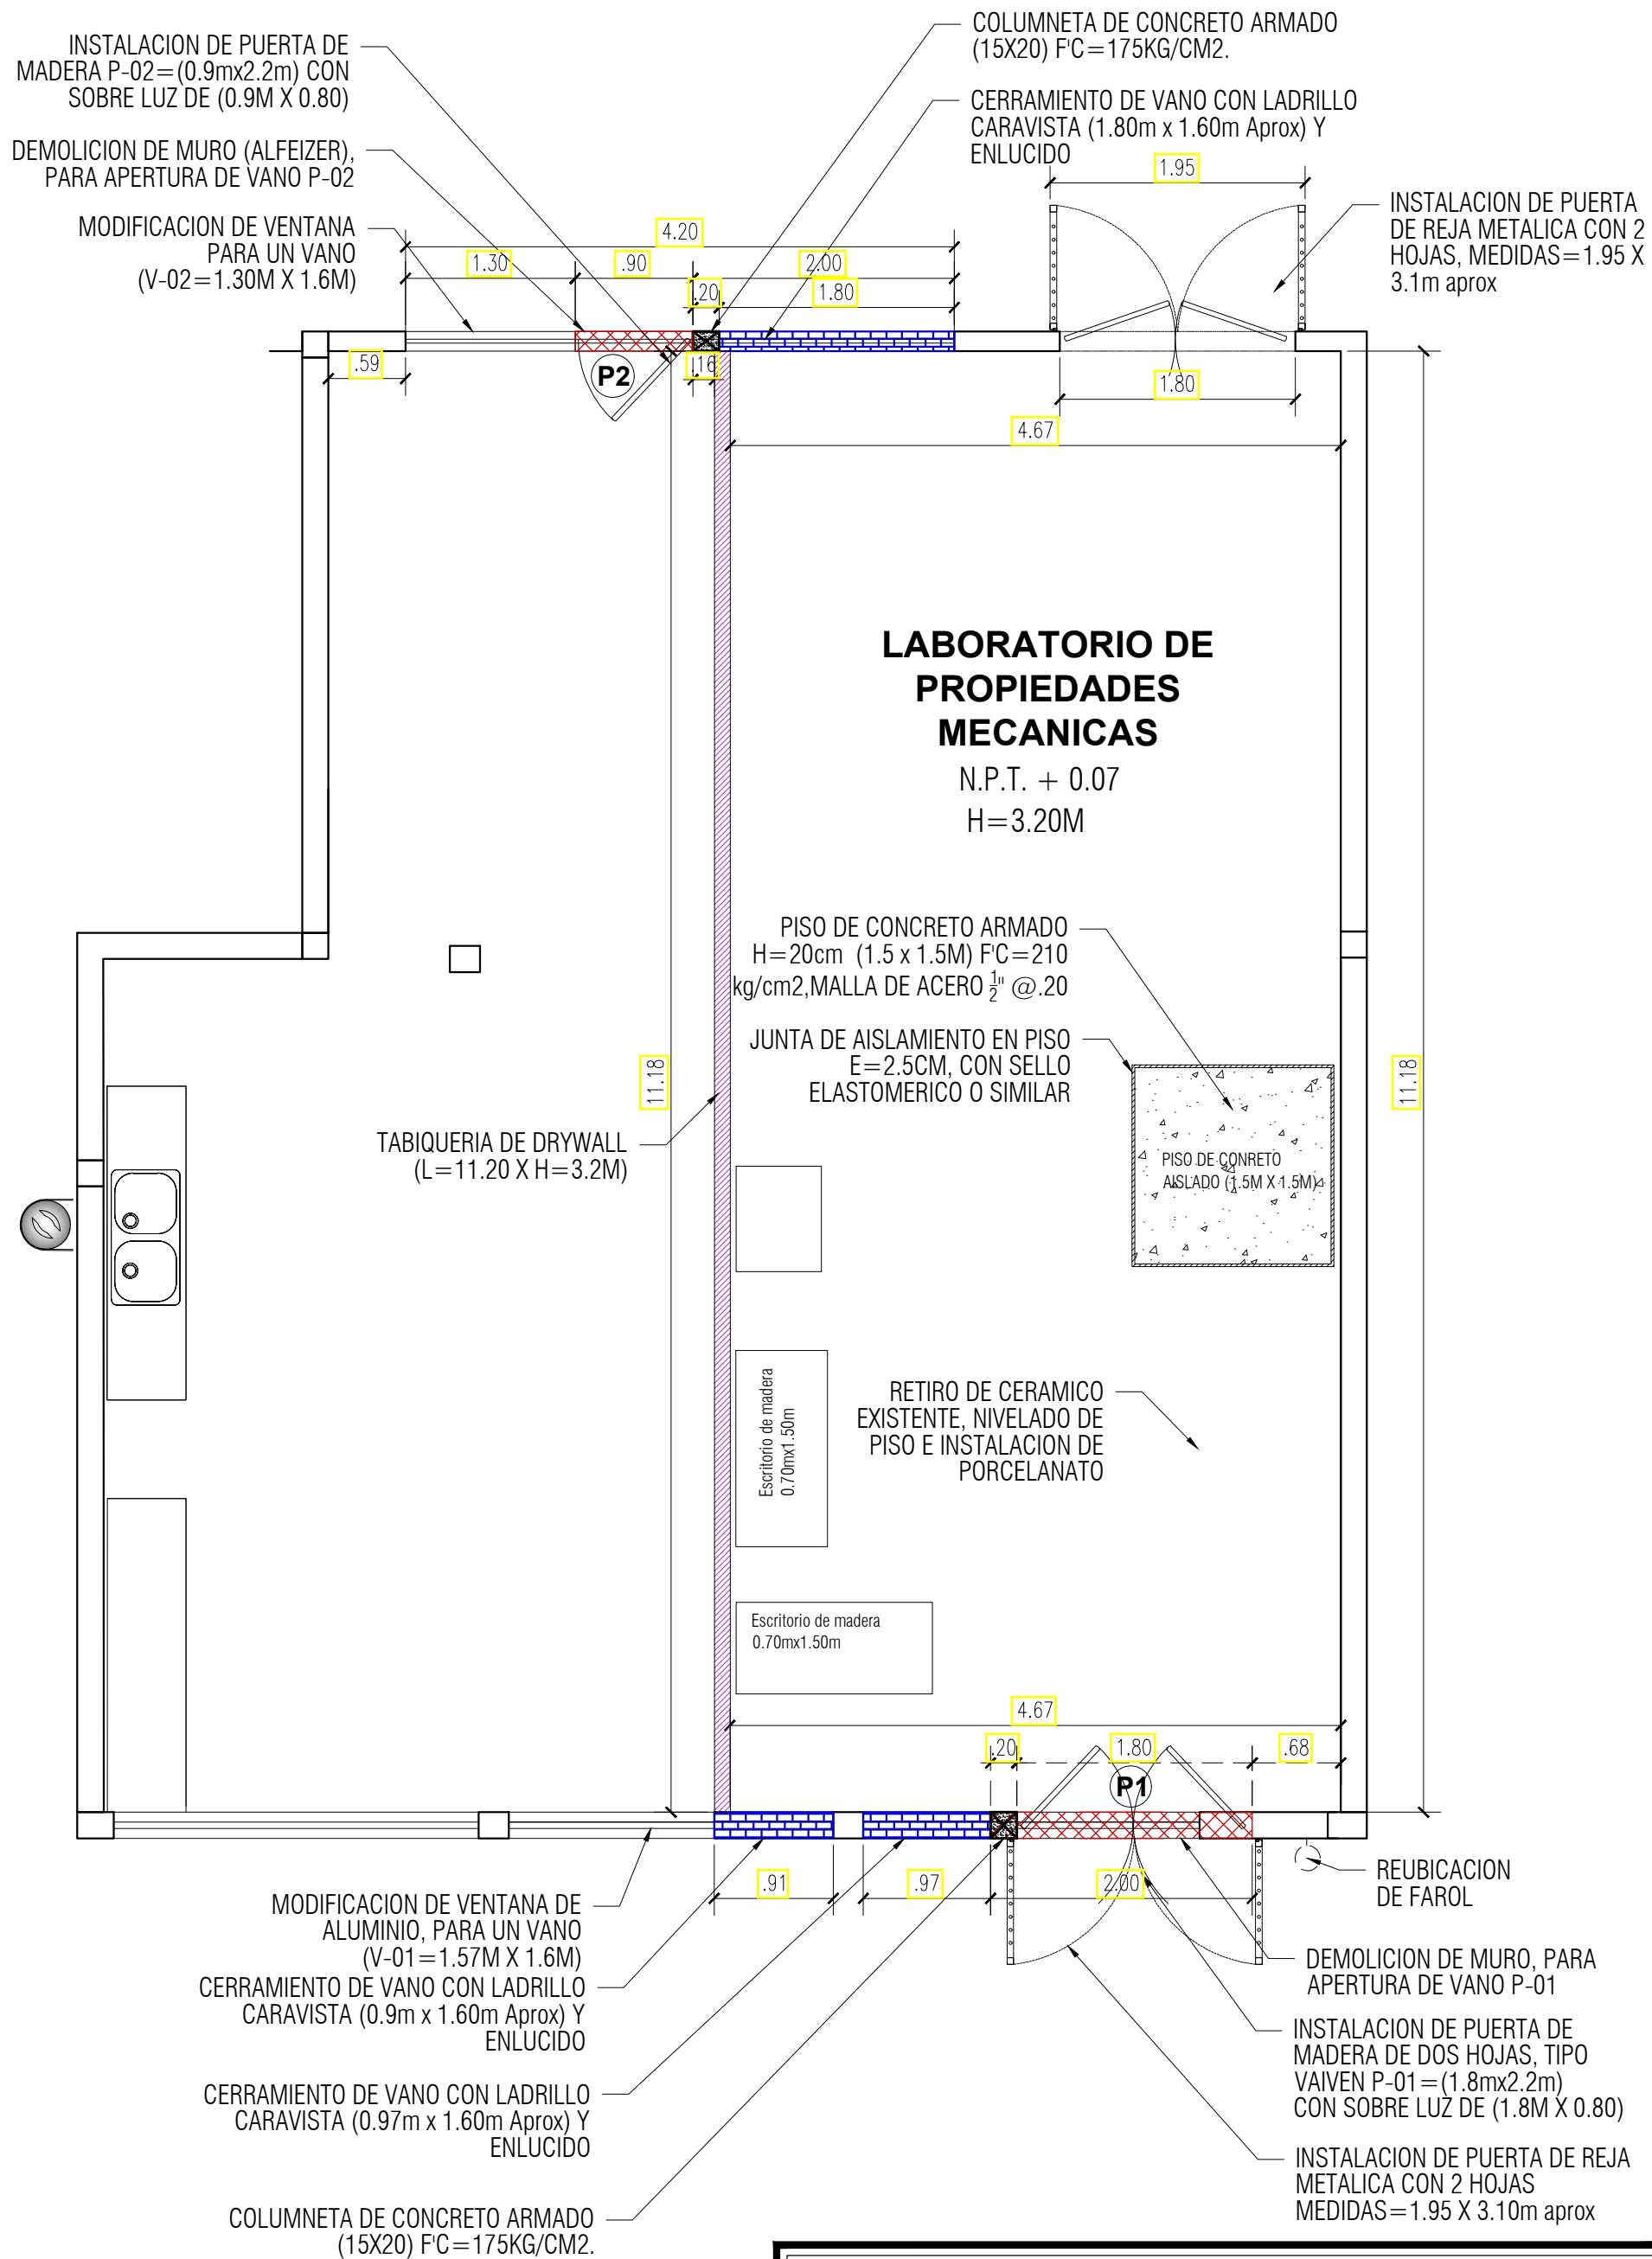 INSTALACION DE PUERTA DE
MADERA P-02=(0.9mx2.2m) CON
SOBRE LUZ DE (0.9M X 0.80)
DEMOLICION DE MURO (ALFEIZER),
PARA APERTURA DE VANO P-02
MODIFICACION DE VENTANA
PARA UN VANO
(V-02=1.30M X 1.6M)
COLUMNETA DE CONCRETO ARMADO
(15X20) F'C=175KG/CM2.
CERRAMIENTO DE VANO CON LADRILLO
CARAVISTA (1.80m x 1.60m Aprox) Y
ENLUCIDO
INSTALACION DE PUERTA
DE REJA METALICA CON 2
HOJAS, MEDIDAS=1.95 X
3.1m aprox
1.95
4.20
1.30
.90
2.00
.20
1.80
.59
P2
.16
1.80
4.67
LABORATORIO DE
PROPIEDADES
MECANICAS
N.P.T. + 0.07
H=3.20M
PISO DE CONCRETO ARMADO
H=20cm (1.5 x 1.5M) F'C=210
kg/cm2,MALLA DE ACERO 1/2" @.20
JUNTA DE AISLAMIENTO EN PISO
E=2.5CM, CON SELLO
ELASTOMERICO O SIMILAR
11.18
11.18
TABIQUERIA DE DRYWALL
(L=11.20 X H=3.2M)
PISO DE CONRETO
AISLADO (1.5M X 1.5M)
RETIRO DE CERAMICO
EXISTENTE, NIVELADO DE
PISO E INSTALACION DE
PORCELANATO
Escritorio de madera
0.70mx1.50m
Escritorio de madera
0.70mx1.50m
4.67
.20
1.80
.68
P1
.91
.97
2.00
REUBICACION
DE FAROL
MODIFICACION DE VENTANA DE
ALUMINIO, PARA UN VANO
(V-01=1.57M X 1.6M)
CERRAMIENTO DE VANO CON LADRILLO
CARAVISTA (0.9m x 1.60m Aprox) Y
ENLUCIDO
CERRAMIENTO DE VANO CON LADRILLO
CARAVISTA (0.97m x 1.60m Aprox) Y
ENLUCIDO
COLUMNETA DE CONCRETO ARMADO
(15X20) F'C=175KG/CM2.
DEMOLICION DE MURO, PARA
APERTURA DE VANO P-01
INSTALACION DE PUERTA DE
MADERA DE DOS HOJAS, TIPO
VAIVEN P-01=(1.8mx2.2m)
CON SOBRE LUZ DE (1.8M X 0.80)
INSTALACION DE PUERTA DE REJA
METALICA CON 2 HOJAS
MEDIDAS=1.95 X 3.10m aprox